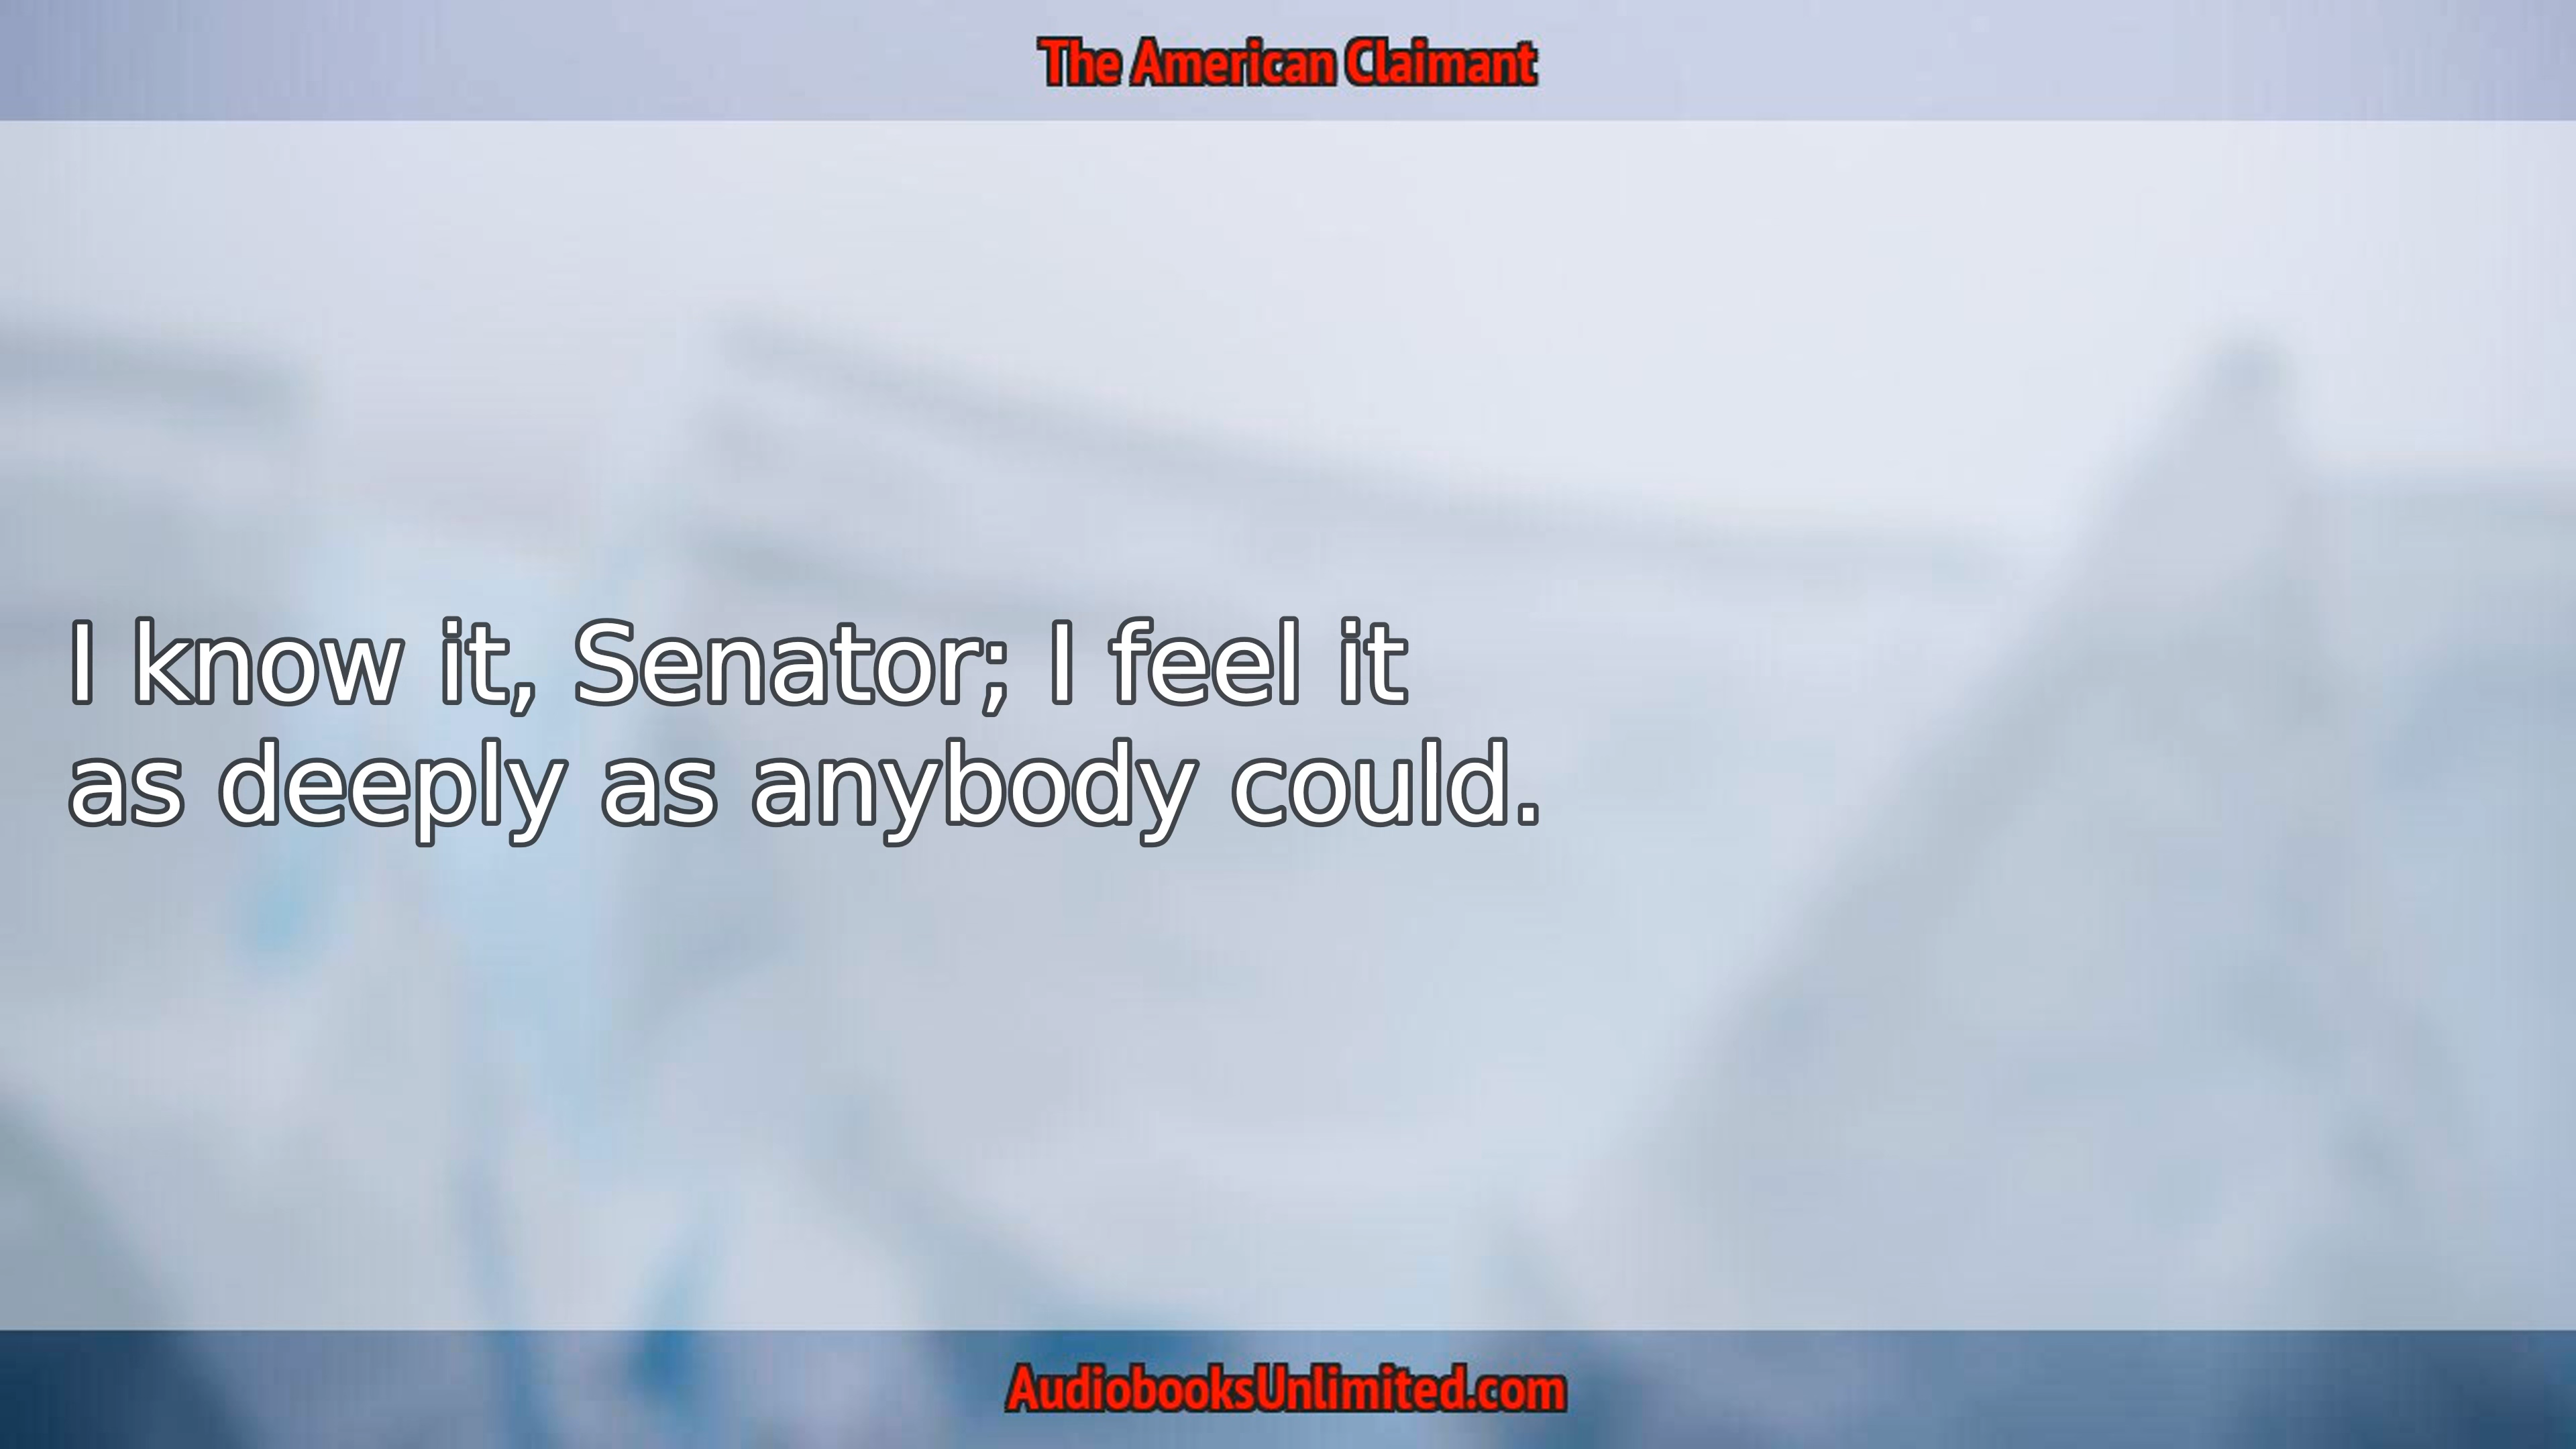 The American Claimant
I know it, Senator; I feel it
as deeply as anybody could.
AudiobooksUnlimited.com